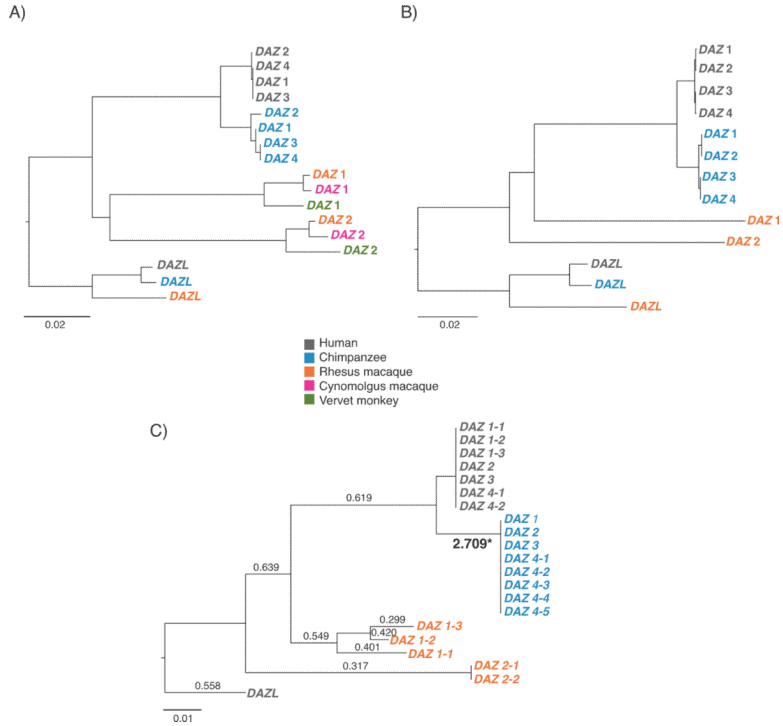 A)
DAZ 2
DAZ 4
DAZ 1
DAZ 3
DAZ 2
DAZ 1
DAZ 3
DAZ 4
DAZ 1
DAZ 1
DAZ 1
DAZ 2
DAZ 2
DAZ 2
DAZL
DAZL
DAZL
0.02
B)
DAZ 1
DAZ 2
DAZ 3
DAZ 4
DAZ 1
DAZ 2
DAZ 3
DAZ 4
DAZ 1
DAZ 2
DAZL
DAZL
DAZL
0.02
Human
Chimpanzee
Rhesus macaque
Cynomolgus macaque
Vervet monkey
C)
DAZ 1-1
DAZ 1-2
DAZ 1-3
DAZ 2
DAZ 3
DAZ 4-1
DAZ 4-2
0.619
DAZ 1
DAZ 2
DAZ 3
DAZ 4-1
DAZ 4-2
DAZ 4-3
DAZ 4-4
DAZ 4-5
2.709*
0.639
0.299
DAZ 1-3
0.420
DAZ 1-2
0.549
0.401
DAZ 1-1
0.317
DAZ 2-1
DAZ 2-2
0.558
DAZL
0.01